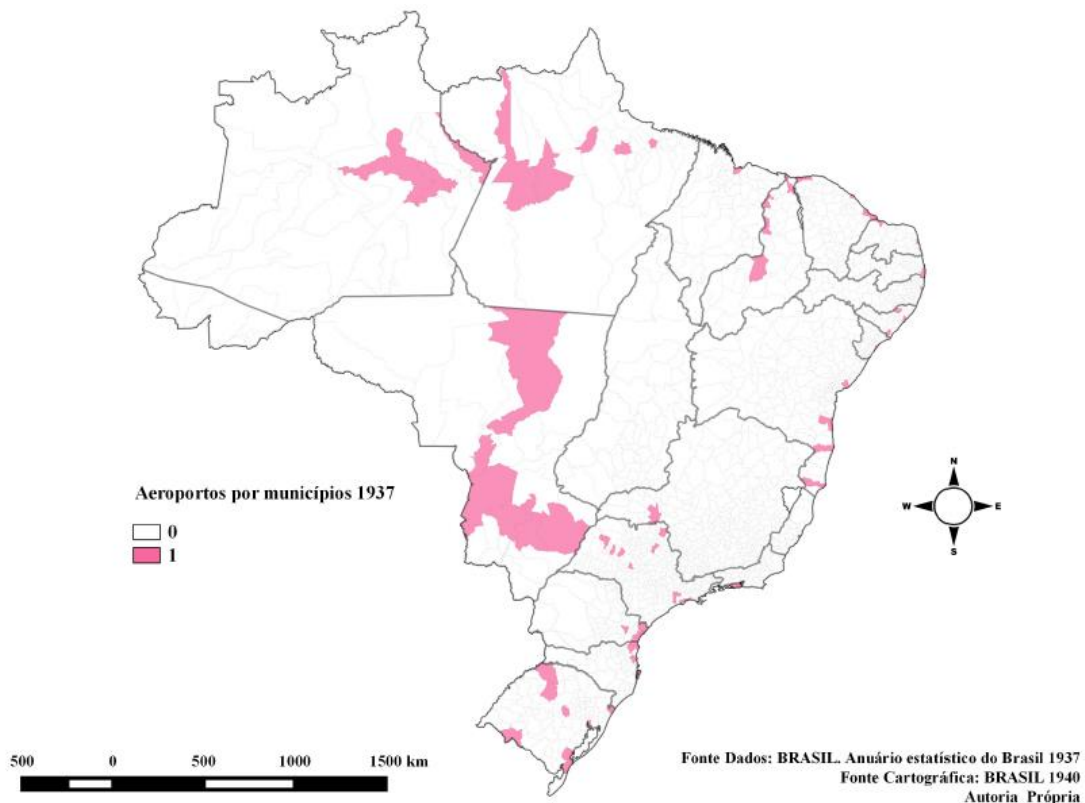 Aeroportos por municípios 1937
0
1
N
W E
S
500 0 500 1000 1500 km
Fonte Dados: BRASIL. Anuário estatístico do Brasil 1937
Fonte Cartográfica: BRASIL 1940
Autoria Própria